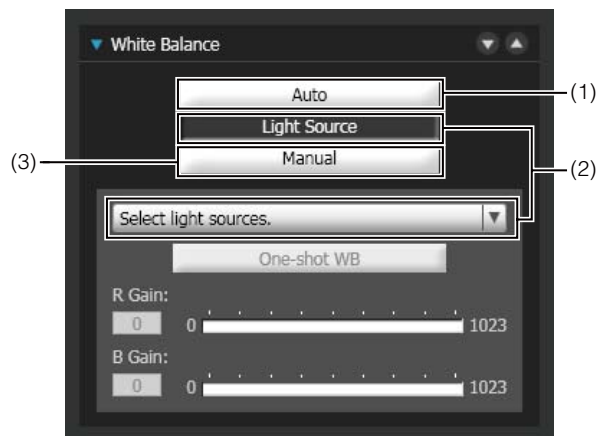 White Balance
Auto
(1)
Light Source
Manual
(3)
(2)
Select light sources.
One-shot WB
R Gain:
0 0 1023
B Gain:
0 0 1023